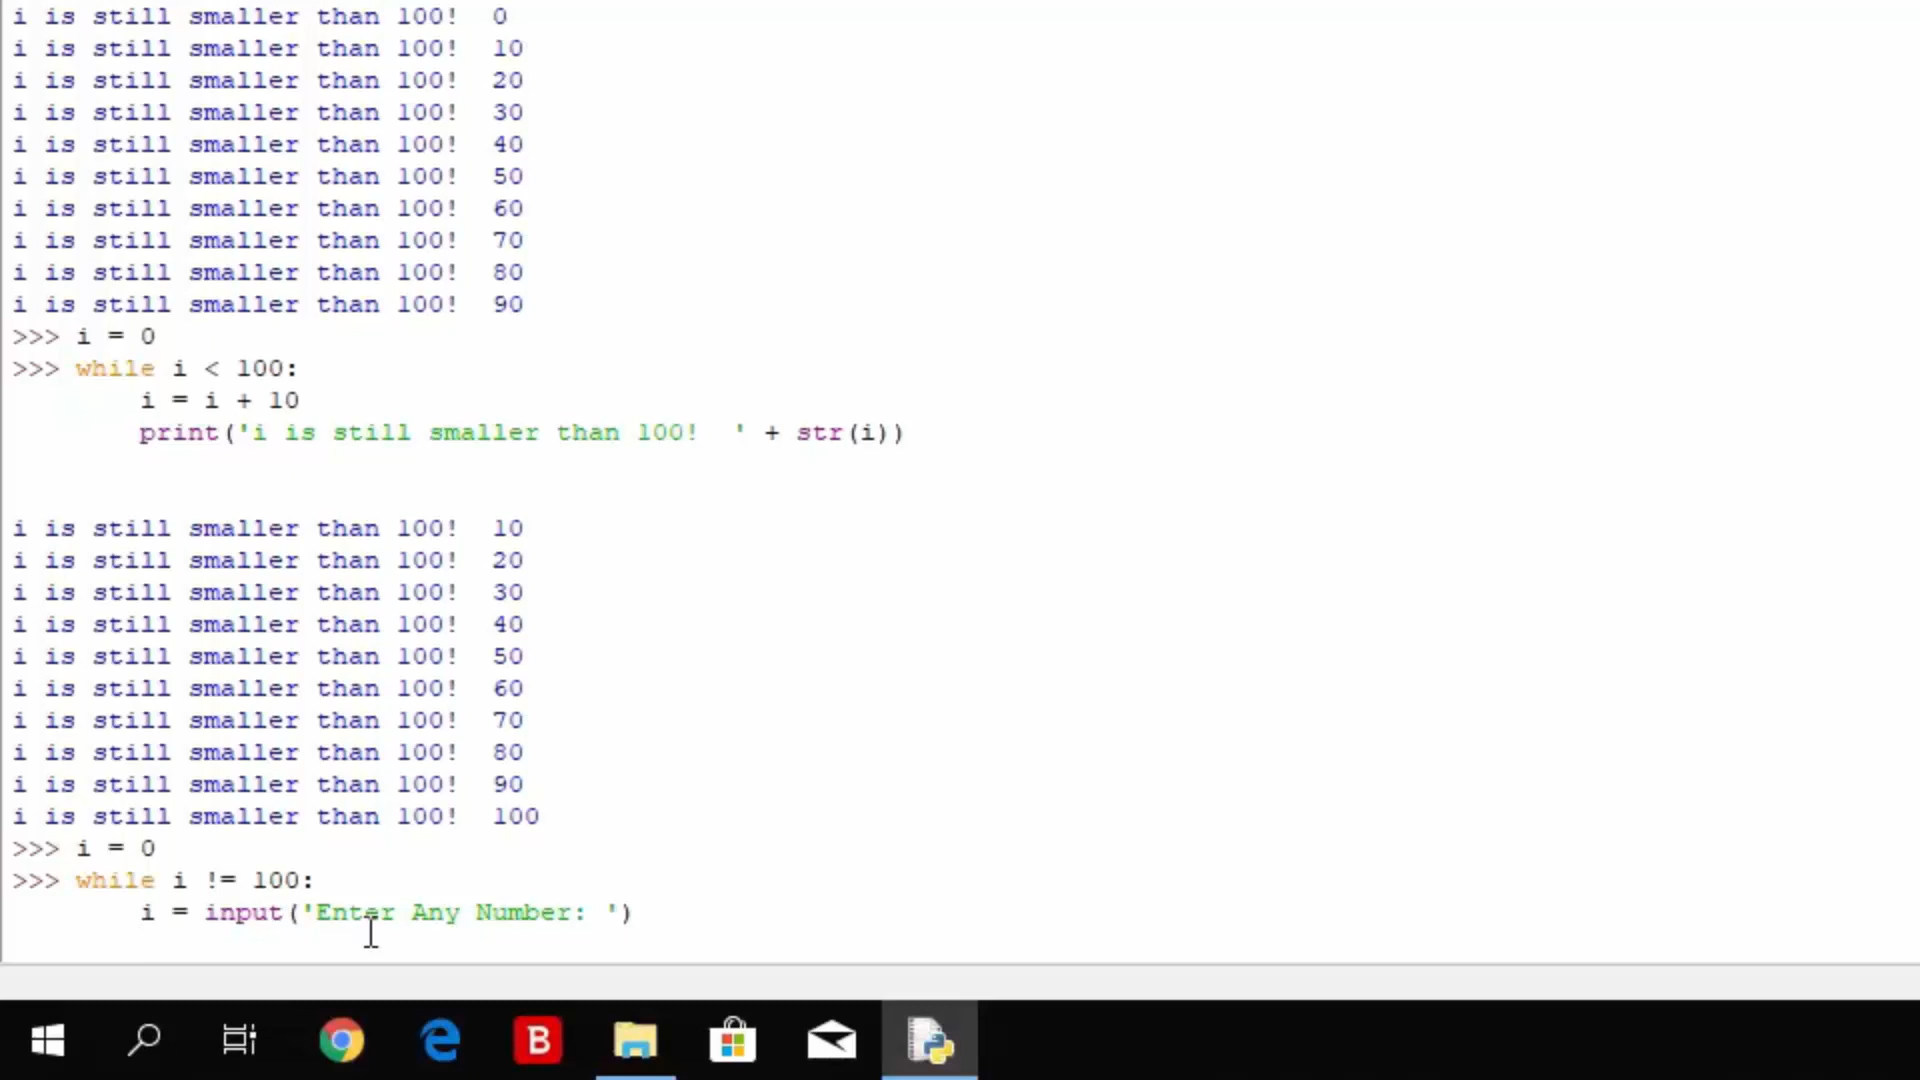 i is still smaller than 100!  0
i is still smaller than 100!  10
i is still smaller than 100!  20
i is still smaller than 100!  30
i is still smaller than 100!  40
i is still smaller than 100!  50
i is still smaller than 100!  60
i is still smaller than 100!  70
i is still smaller than 100!  80
i is still smaller than 100!  90
>>> i = 0
>>> while i < 100:
        i = i + 10
        print('i is still smaller than 100!  ' + str(i))
i is still smaller than 100!  10
i is still smaller than 100!  20
i is still smaller than 100!  30
i is still smaller than 100!  40
i is still smaller than 100!  50
i is still smaller than 100!  60
i is still smaller than 100!  70
i is still smaller than 100!  80
i is still smaller than 100!  90
i is still smaller than 100!  100
>>> i = 0
>>> while i != 100:
        i = input('Enter Any Number: ')
B